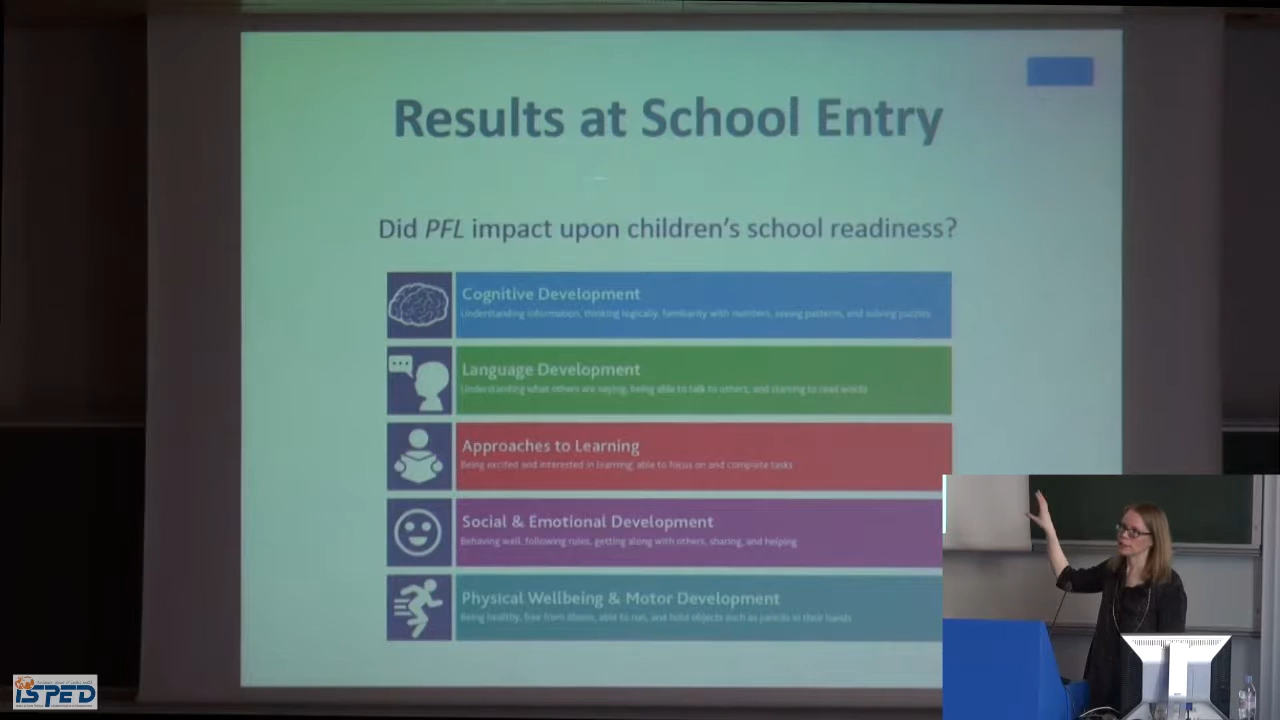 Results at School Entry
Did PFL impact upon children's school readiness?
Cognitive Development
Understanding information, thinking logically, familiarity with numbers, seeing patterns, and solving puzzles
Language Development
Understanding what others are saying, being able to talk to others, and starting to read words
Approaches to Learning
Being excited and interested in learning, able to focus on and complete tasks
Social & Emotional Development
Behaving well, following rules, getting along with others, sharing, and helping
Physical Wellbeing & Motor Development
Being healthy, free from illness, able to run, and hold objects such as pencils in their hands
ISPED